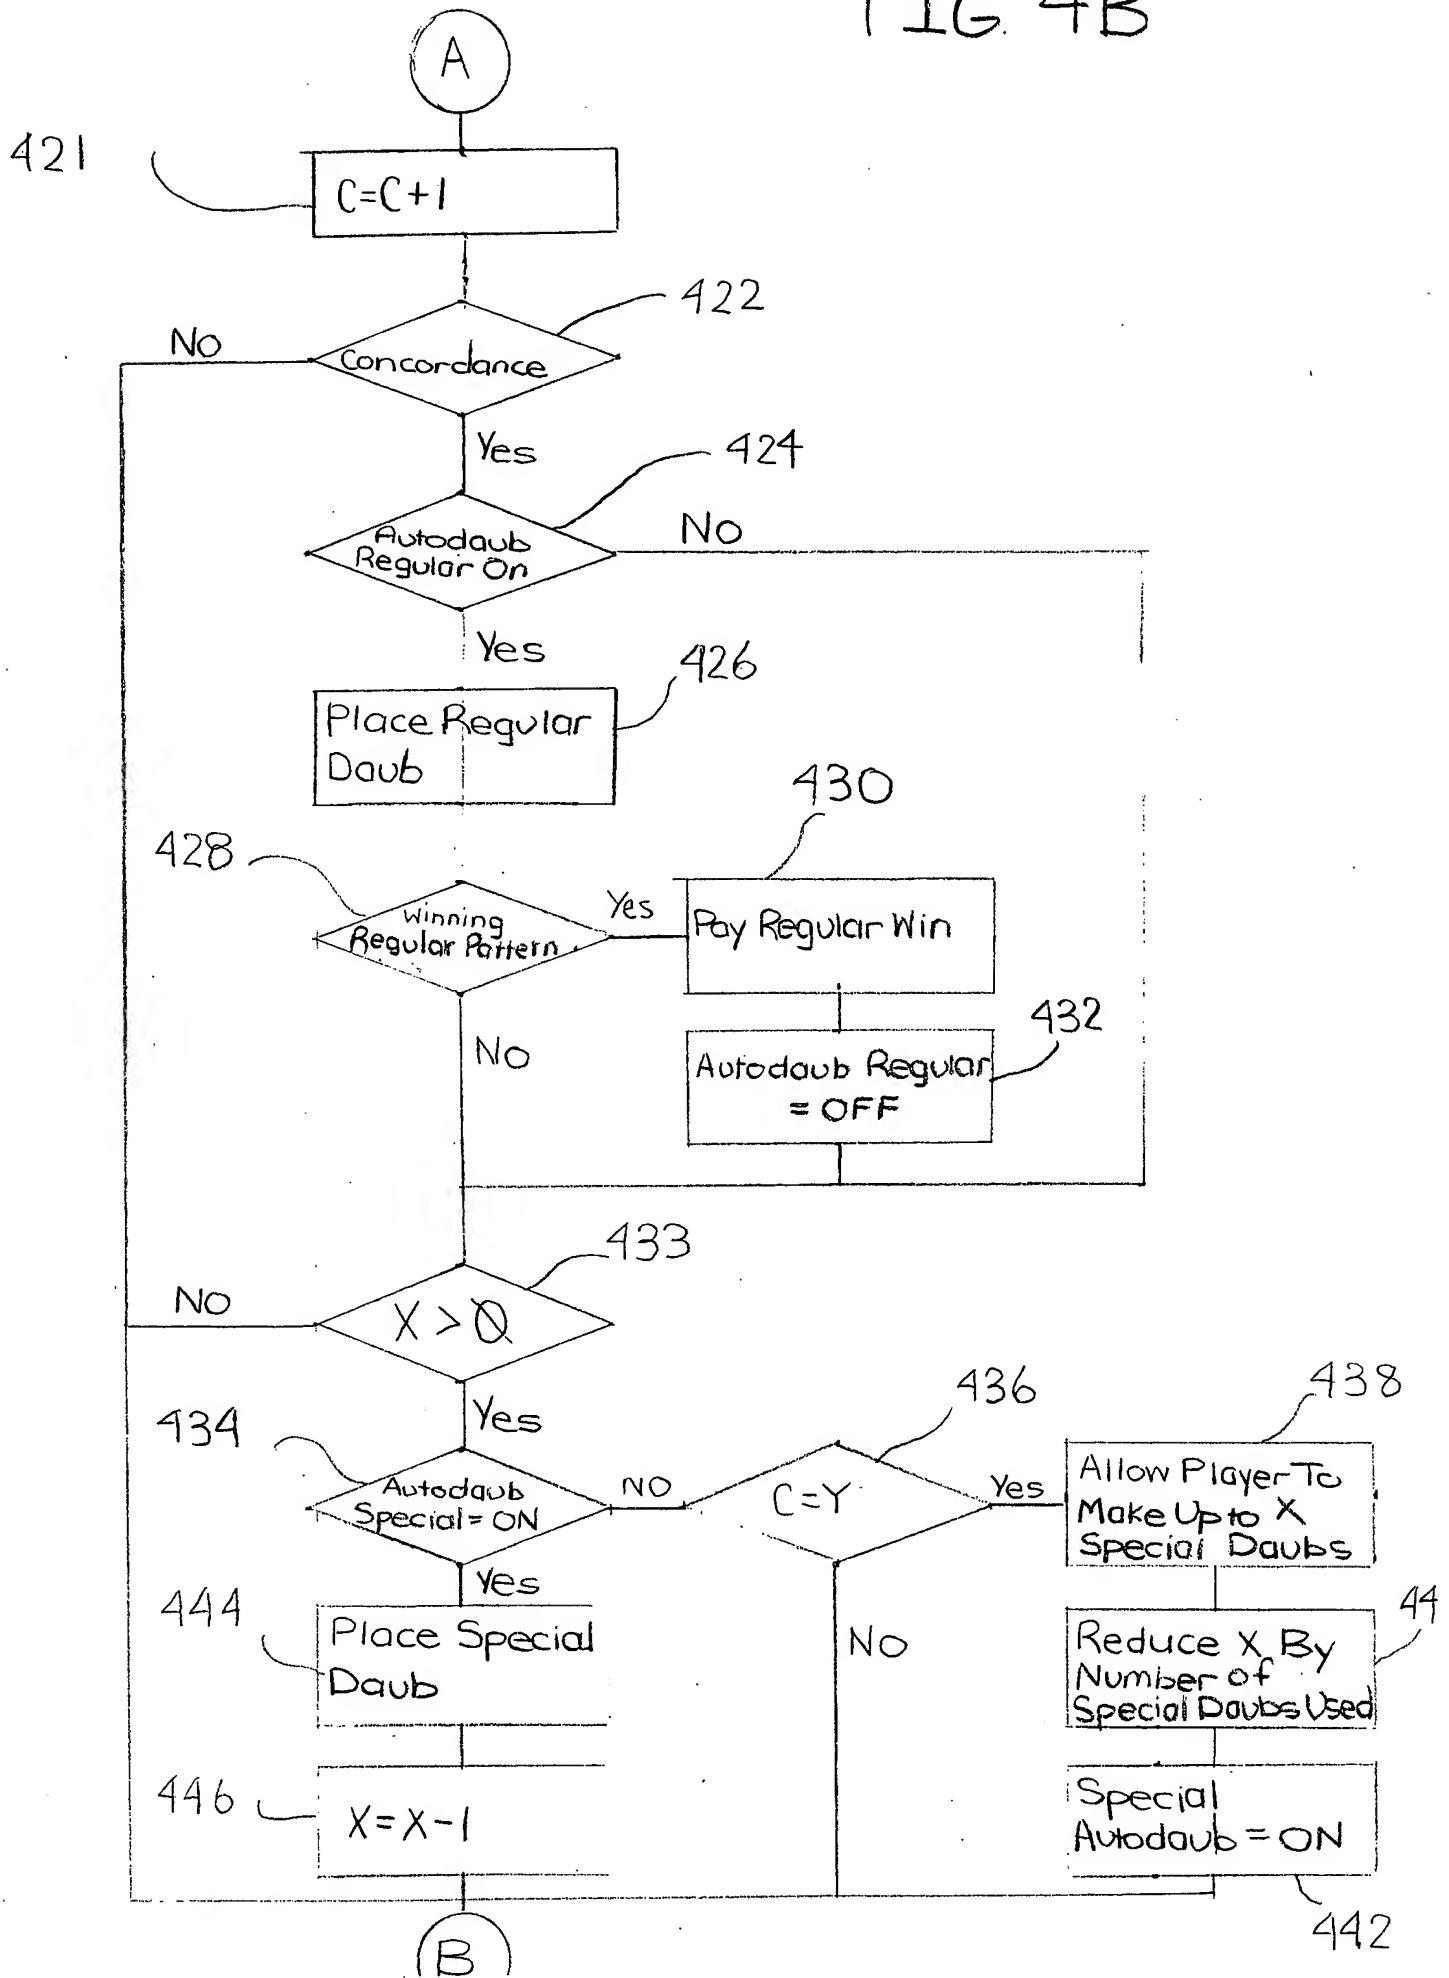 FIG. 4B
A
421
C=C+1
422
No
Concordance
Yes
424
Autodaub
Regular On
No
Yes
426
Place Regular
Daub
430
428
Winning
Regular Pattern
Yes
Pay Regular Win
432
No
Autodaub Regular
= OFF
433
No
X > 0
Yes
434
436
438
Autodaub
Special = ON
No
C=Y
Yes
Allow Player To
Make Up to X
Special Daubs
Yes
444
44
Place Special
Daub
No
Reduce X By
Number of
Special Daubs Used
446
X=X-1
Special
Autodaub = ON
442
B